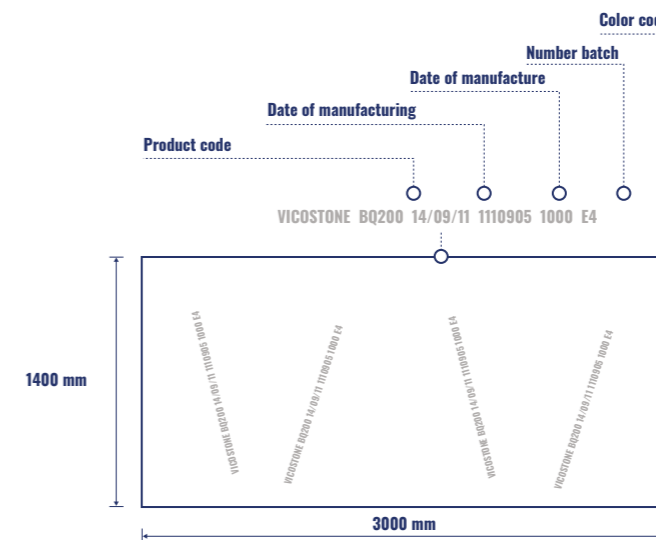 Color co
Number batch
Date of manufacture
Date of manufacturing
Product code
VICOSTONE BQ200 14/09/11 1110905 1000 E4
VICOSTONE BQ200 14/09/11 1110905 1000 E4
VICOSTONE BQ200 14/09/11 1110905 1000 E4
VICOSTONE BQ200 14/09/11 1110905 1000 E4
VICOSTONE BQ200 14/09/11 1110905 1000 E4
1400 mm
3000 mm